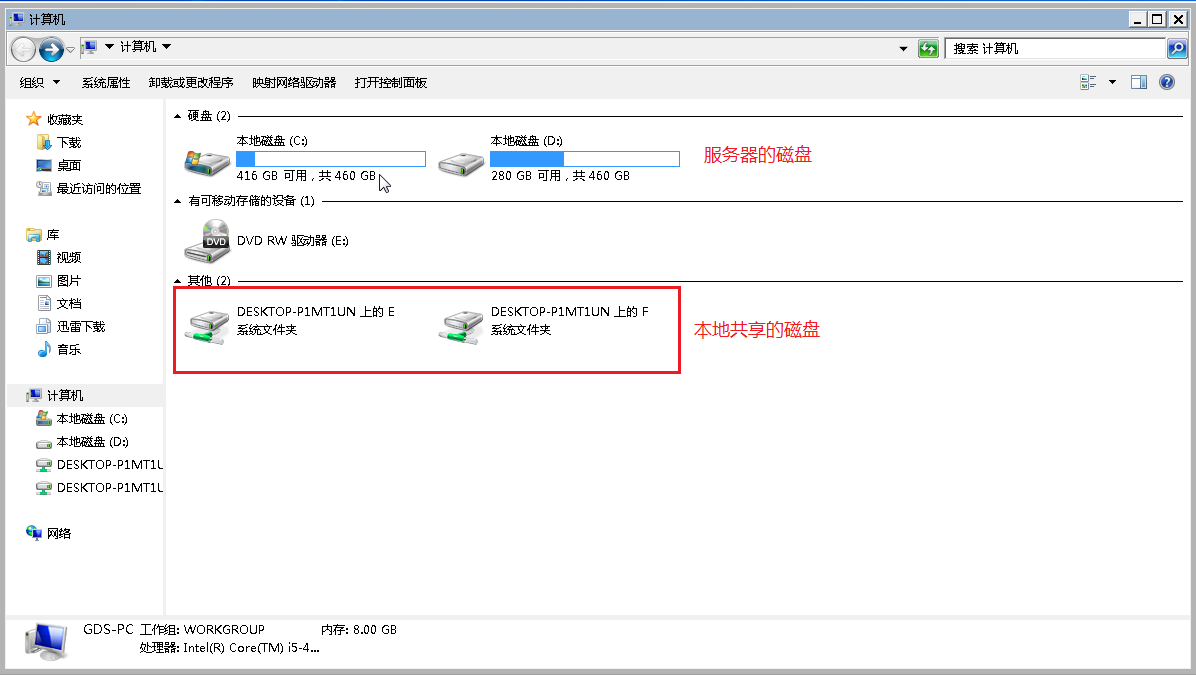 计算机
计算机
搜索 计算机
组织 系统属性 卸载或更改程序 映射网络驱动器 打开控制面板
收藏夹
下载
桌面
最近访问的位置
库
视频
图片
文档
迅雷下载
音乐
计算机
本地磁盘 (C:)
本地磁盘 (D:)
DESKTOP-P1MT1U
DESKTOP-P1MT1U
网络
硬盘 (2)
本地磁盘 (C:)
416 GB 可用，共 460 GB
本地磁盘 (D:)
280 GB 可用，共 460 GB
服务器的磁盘
有可移动存储的设备 (1)
DVD
DVD RW 驱动器 (E:)
其他 (2)
DESKTOP-P1MT1UN 上的 E
系统文件夹
DESKTOP-P1MT1UN 上的 F
系统文件夹
本地共享的磁盘
GDS-PC 工作组: WORKGROUP 内存: 8.00 GB
处理器: Intel(R) Core(TM) i5-4...